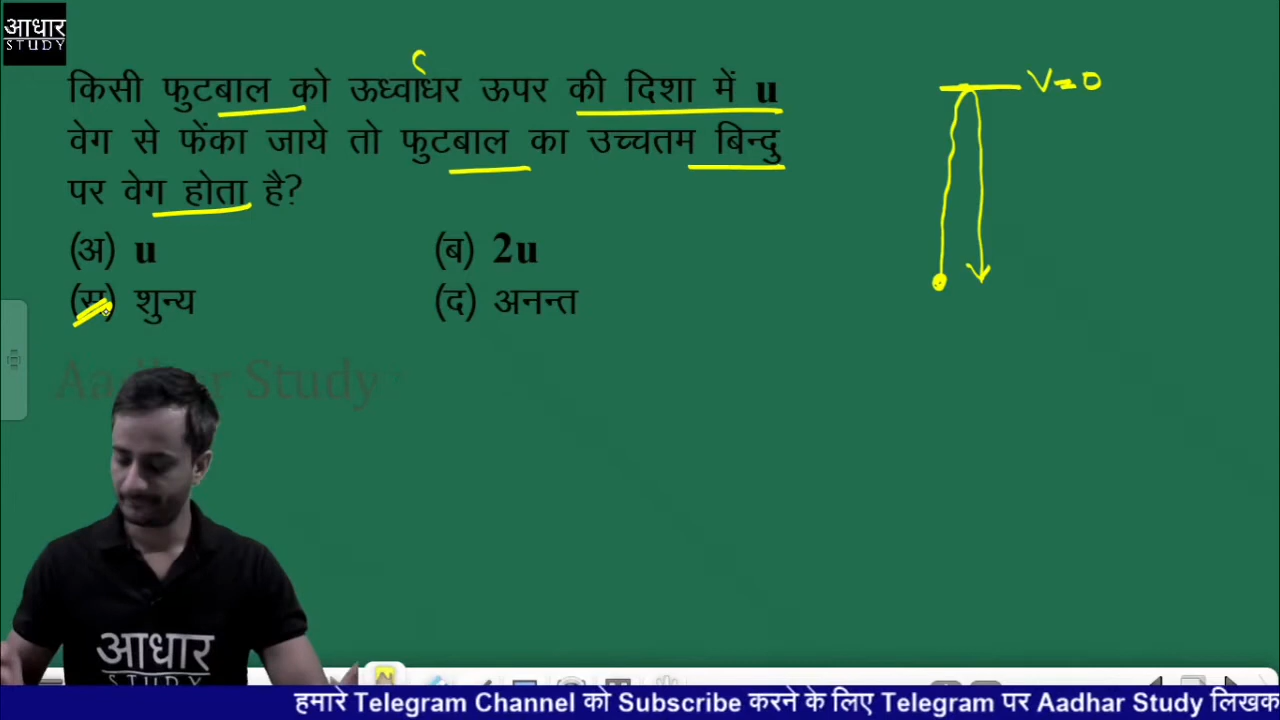 आधार
STUDY
किसी फुटबाल को ऊर्ध्वाधर ऊपर की दिशा में u
वेग से फेंका जाये तो फुटबाल का उच्चतम बिन्दु
पर वेग होता है?
(अ) u (ब) 2u
(स) शुन्य (द) अनन्त
V=0
Aadhar Study
आधार
STUDY
हमारे Telegram Channel को Subscribe करने के लिए Telegram पर Aadhar Study लिखक